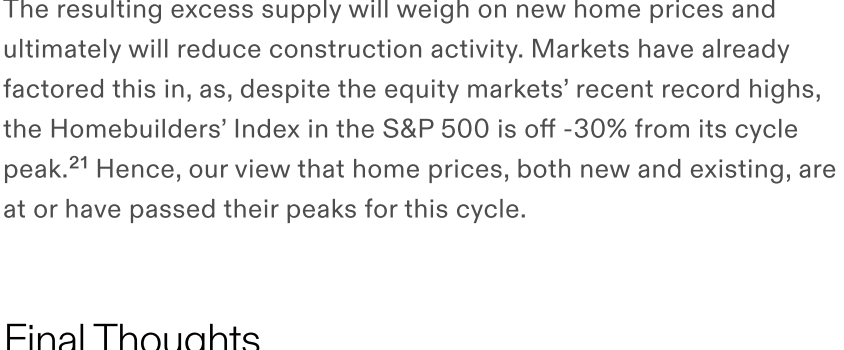 The resulting excess supply will weigh on new home prices and
ultimately will reduce construction activity. Markets have already
factored this in, as, despite the equity markets’ recent record highs,
the Homebuilders’ Index in the S&P 500 is off -30% from its cycle
peak.²¹ Hence, our view that home prices, both new and existing, are
at or have passed their peaks for this cycle.
Final Thoughts